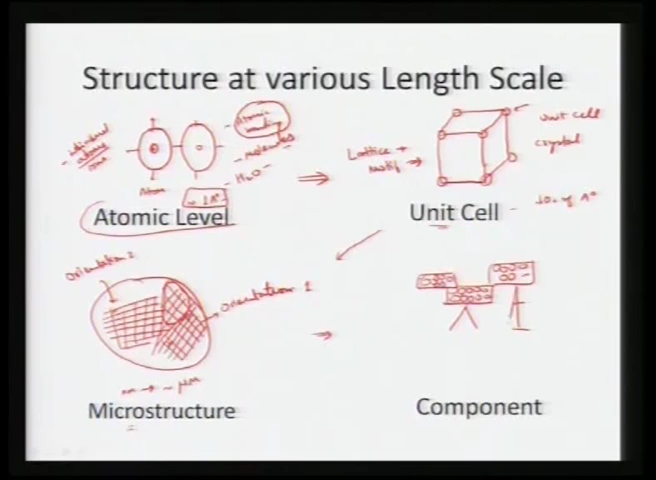 Structure at various Length Scale
Atomic
bonding
- individual
atoms
ions
- molecules
- H2O -
Atom
~ 1A°
Atomic Level
Lattice +
motif
unit cell
crystal
Unit Cell
10s of A°
Orientation 2
Orientation 1
nm → ~ μm
Microstructure
Component